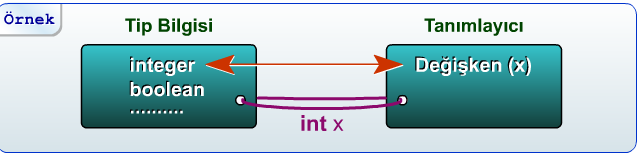 Örnek
Tip Bilgisi
Tanımlayıcı
integer
boolean
..........
Değişken (x)
int x